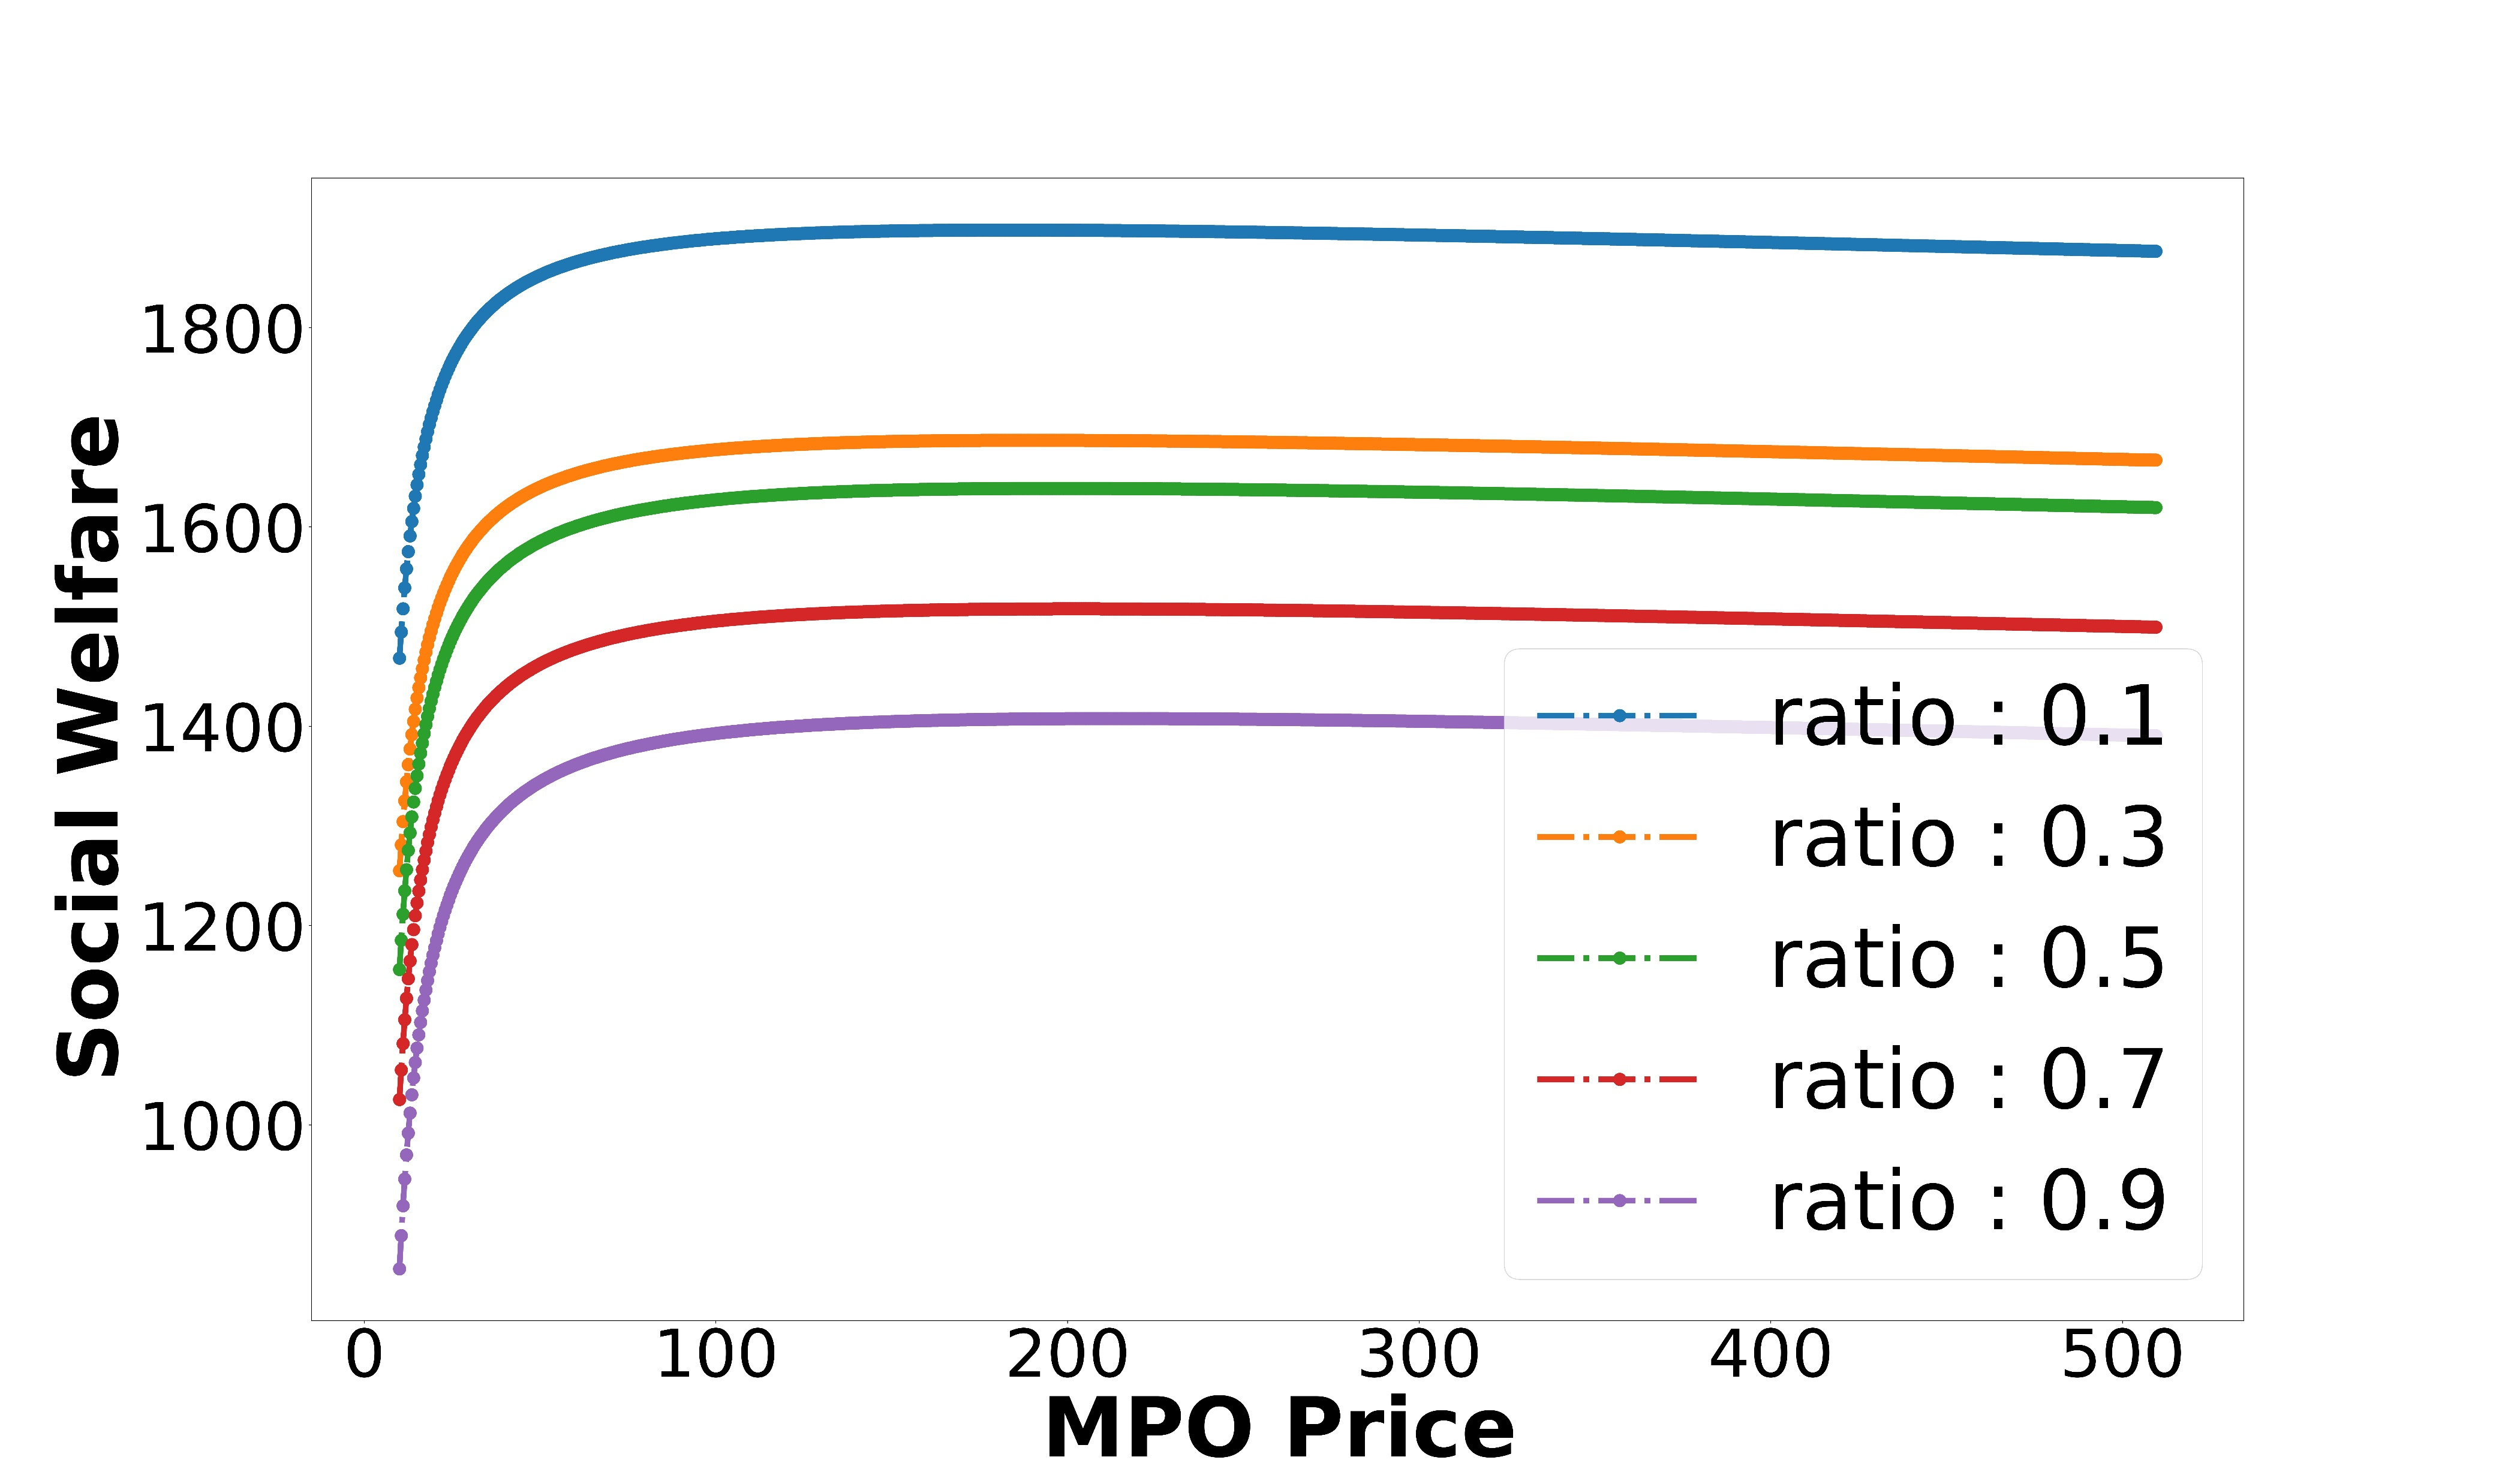 Social Welfare
1800
1600
1400
1200
1000
ratio : 0.1
ratio : 0.3
ratio : 0.5
ratio : 0.7
ratio : 0.9
0 100 200 300 400 500
MPO Price